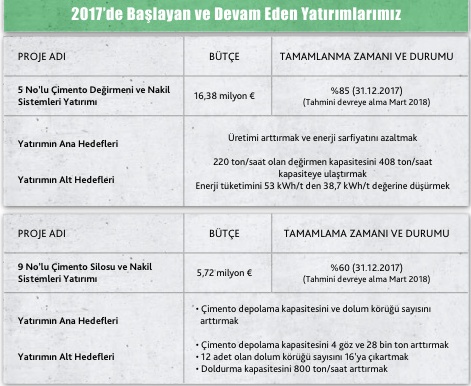 2017'de Başlayan ve Devam Eden Yatırımlarımız
PROJE ADI BÜTÇE TAMAMLANMA ZAMANI VE DURUMU
5 No'lu Çimento Değirmeni ve Nakil
Sistemleri Yatırımı
16,38 milyon €
%85 (31.12.2017)
(Tahmini devreye alma Mart 2018)
Yatırımın Ana Hedefleri
Üretimi arttırmak ve enerji sarfiyatını azaltmak
Yatırımın Alt Hedefleri
220 ton/saat olan değirmen kapasitesini 408 ton/saat
kapasiteye ulaştırmak
Enerji tüketimini 53 kWh/t den 38,7 kWh/t değerine düşürmek
PROJE ADI BÜTÇE TAMAMLAMA ZAMANI VE DURUMU
9 No'lu Çimento Silosu ve Nakil
Sistemleri Yatırımı
5,72 milyon €
%60 (31.12.2017)
(Tahmini devreye alma Mart 2018)
Yatırımın Ana Hedefleri
• Çimento depolama kapasitesini ve dolum körüğü sayısını
arttırmak
Yatırımın Alt Hedefleri
• Çimento depolama kapasitesini 4 göz ve 28 bin ton arttırmak
• 12 adet olan dolum körüğü sayısını 16'ya çıkartmak
• Doldurma kapasitesini 800 ton/saat arttırmak